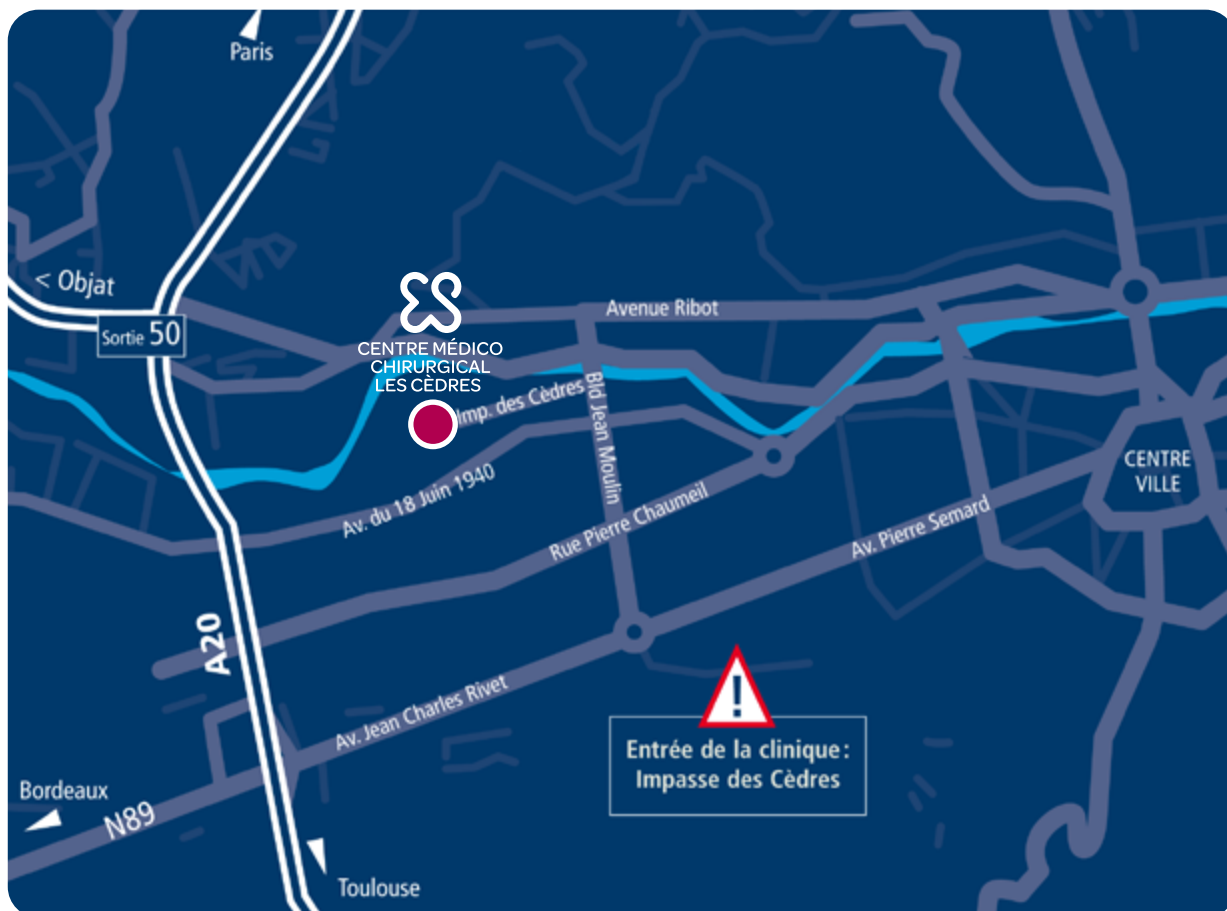 Paris
< Objat
Sortie 50
CENTRE MÉDICO
CHIRURGICAL
LES CÈDRES
Avenue Ribot
Imp. des Cèdres
Bld Jean Moulin
Av. du 18 Juin 1940
Rue Pierre Chaumeil
Av. Pierre Semard
CENTRE
VILLE
A20
Av. Jean Charles Rivet
!
Entrée de la clinique :
Impasse des Cèdres
Bordeaux
N89
Toulouse